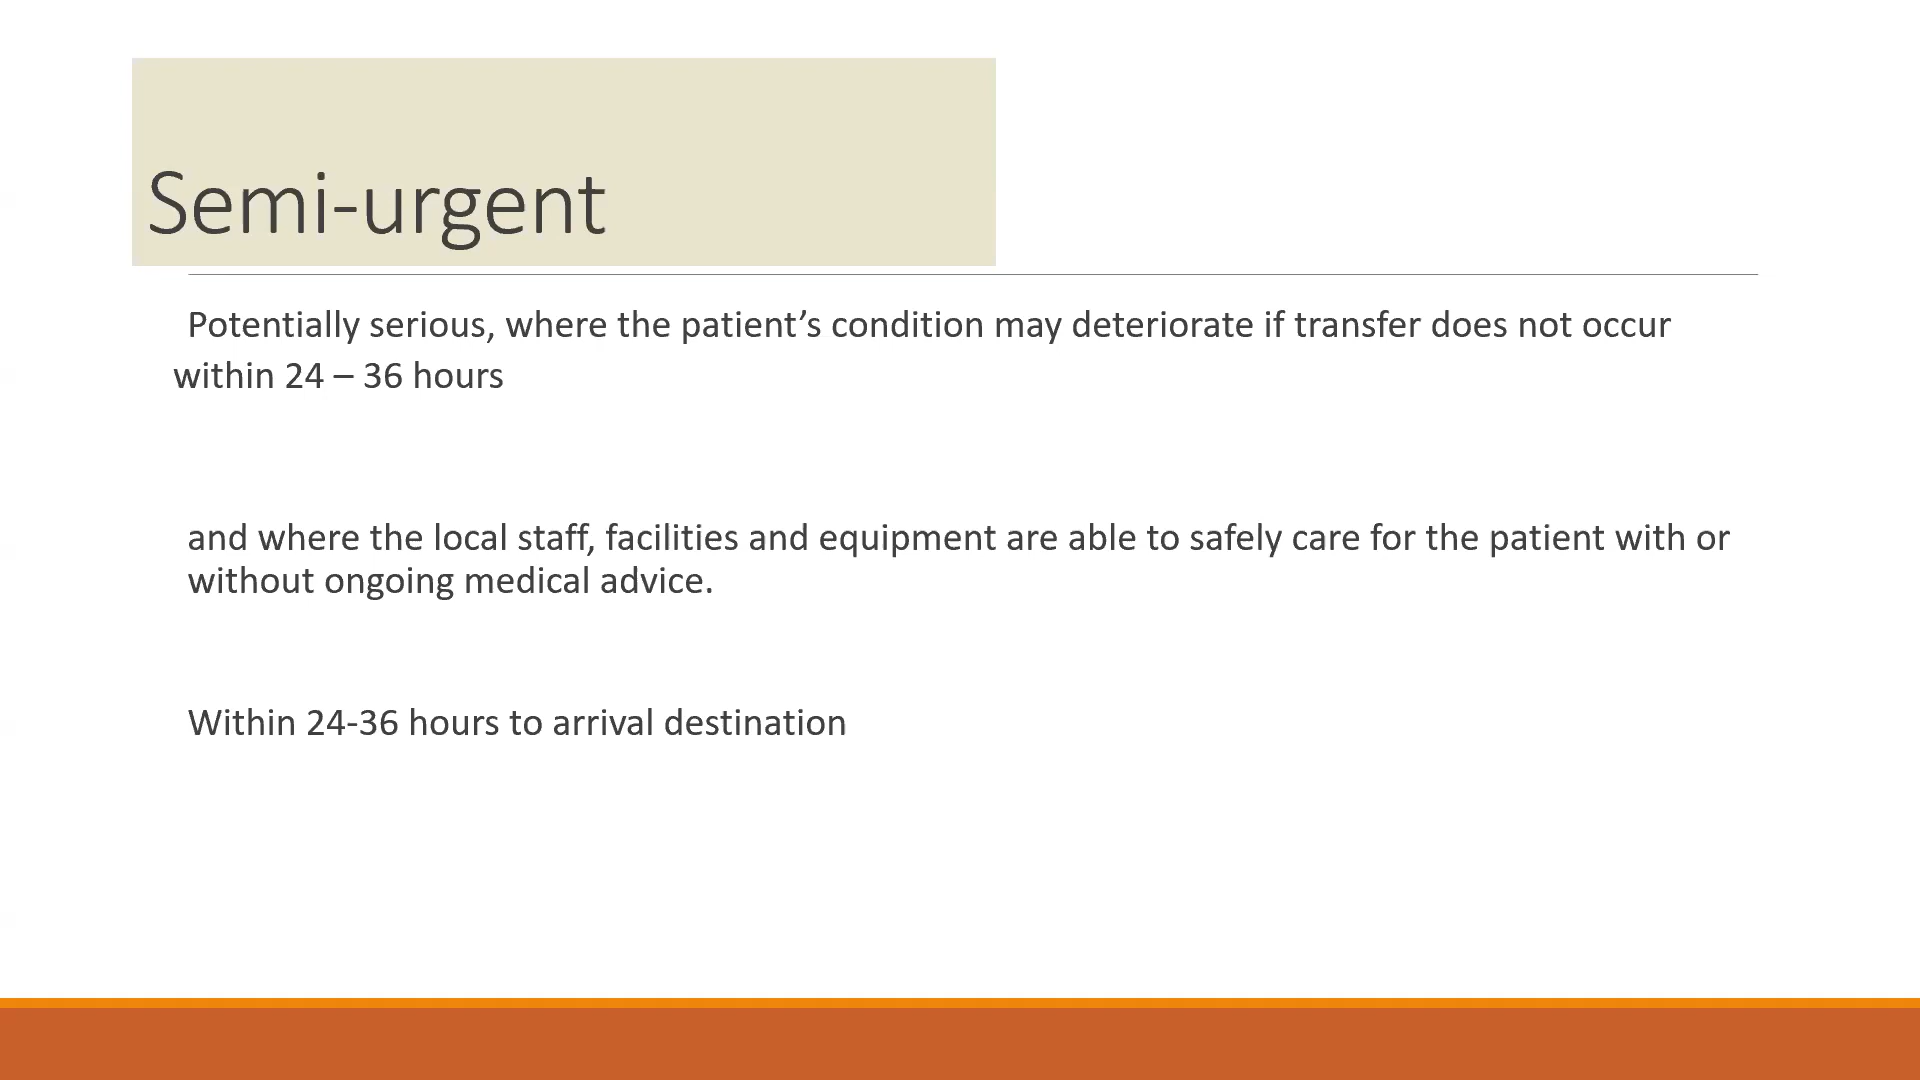 Semi-urgent
Potentially serious, where the patient’s condition may deteriorate if transfer does not occur
within 24 – 36 hours
and where the local staff, facilities and equipment are able to safely care for the patient with or
without ongoing medical advice.
Within 24-36 hours to arrival destination